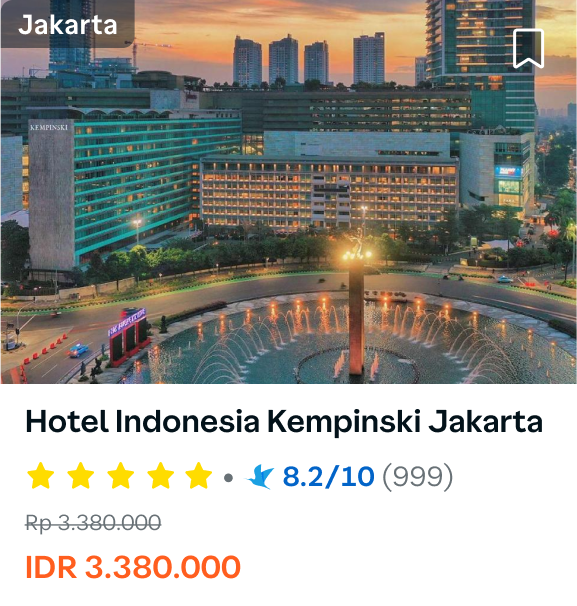 Jakarta
KEMPINSKI
Hotel Indonesia Kempinski Jakarta
8.2/10 (999)
Rp 3.380.000
IDR 3.380.000